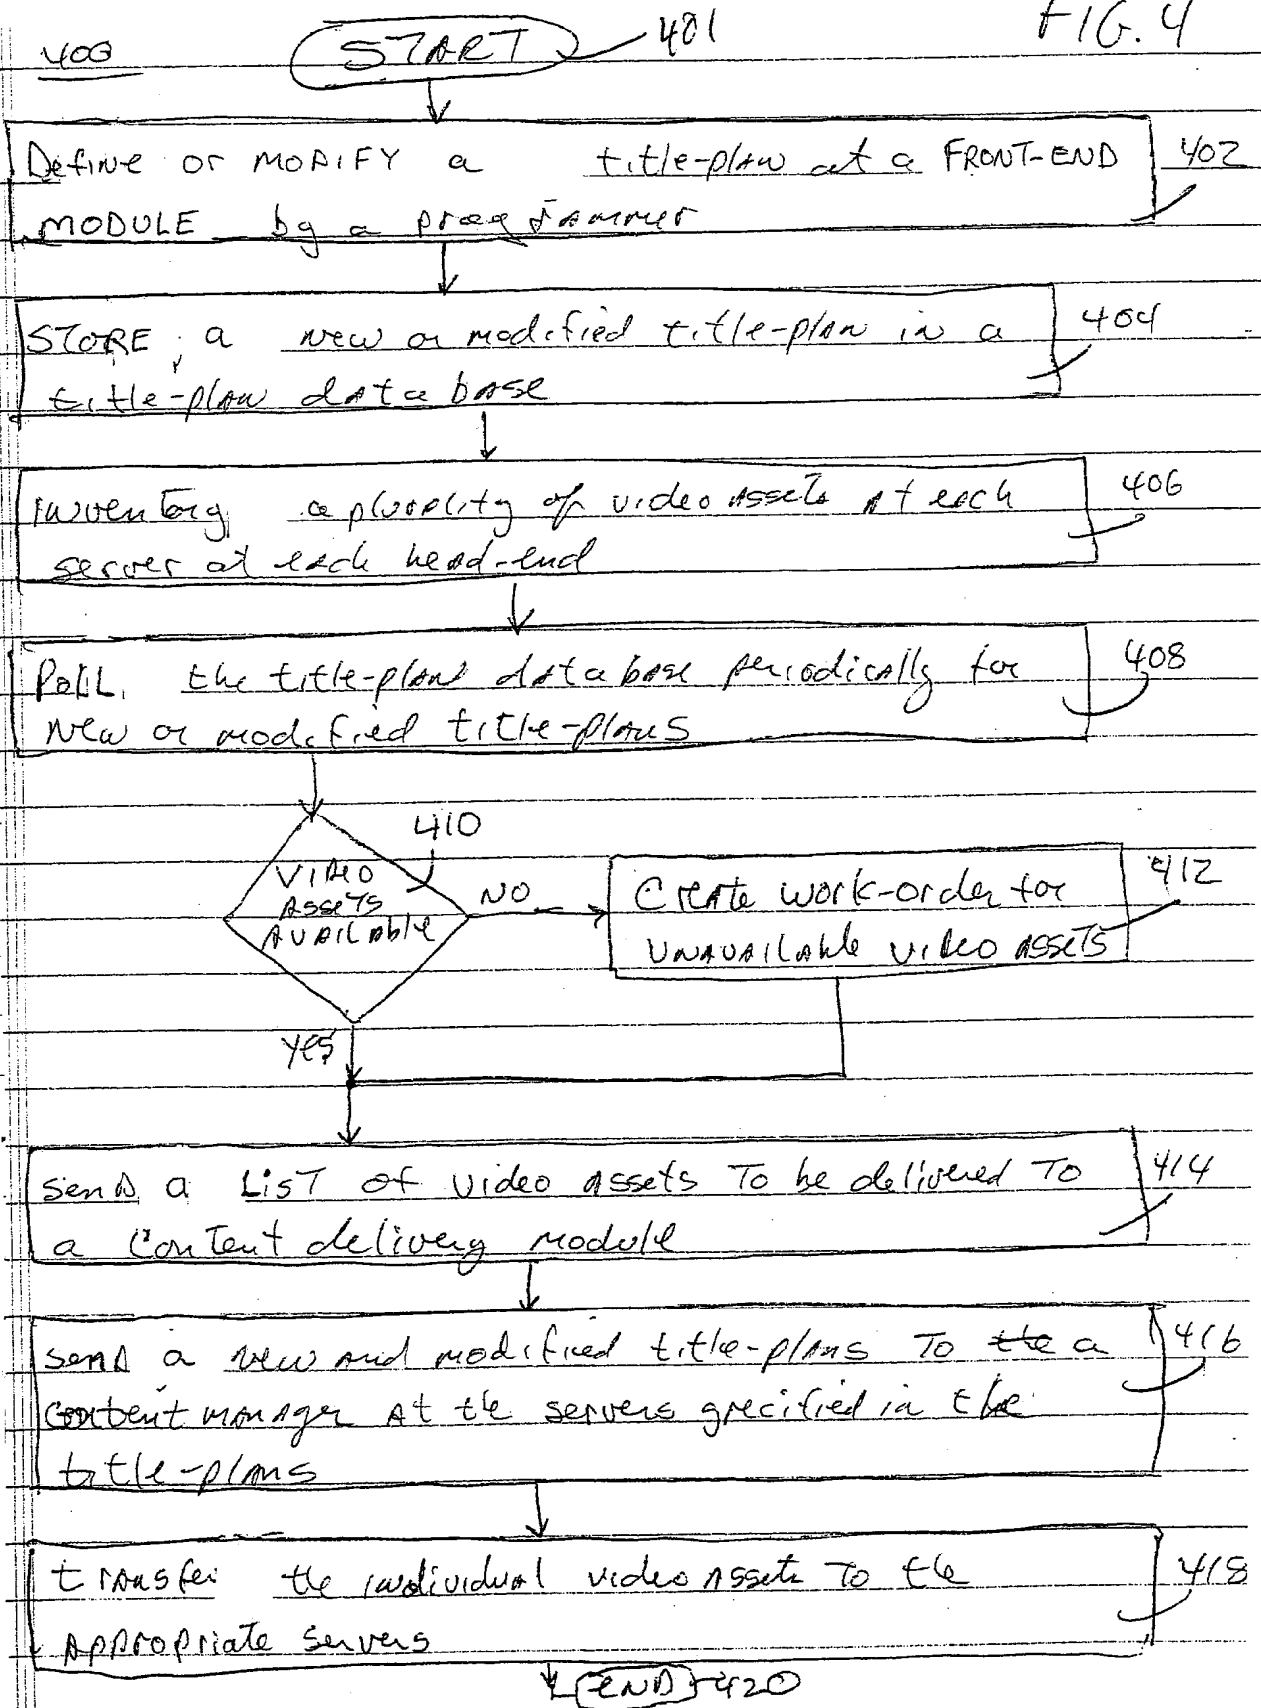 FIG. 4
400
START 401
Define or MODIFY a title-plan at a FRONT-END
MODULE by a programmer
402
STORE a new or modified title-plan in a
title-plan database
404
inventory a plurality of video assets at each
server at each head-end
406
Poll the title-plan database periodically for
new or modified title-plans
408
410
VIDEO
Assets
AVAILAble
NO
Create work-order for
UNAVAILAble video assets
412
yes
send a LIST of video assets To be delivered To
a Content delivery module
414
send a new and modified title-plans To the a
content manager at the servers specified in the
title-plans
416
transfer the individual video assets To the
Appropriate servers
418
END 420